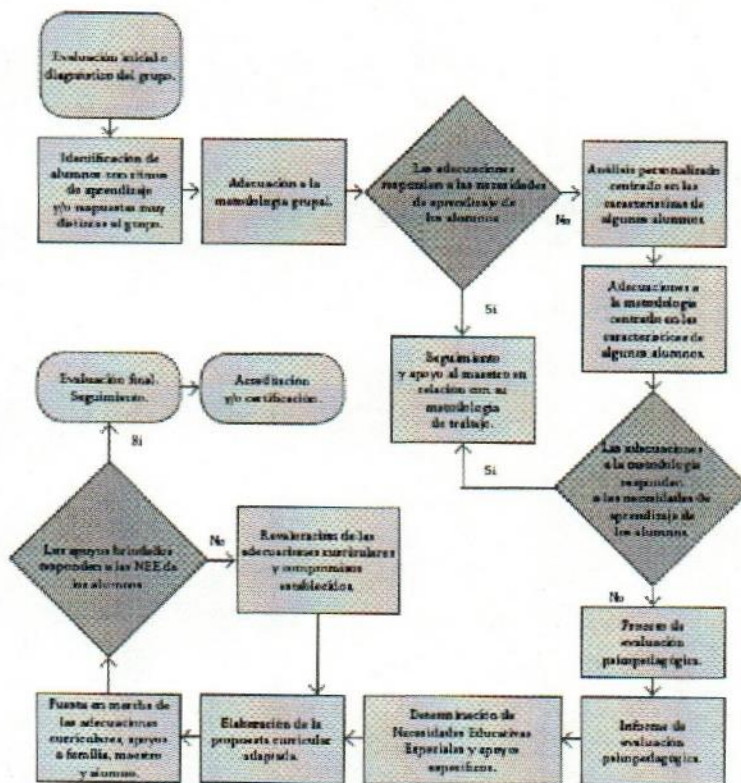 Evaluación inicial o
diagnóstico del grupo.
Identificación de
alumnos con ritmos
de aprendizaje
y/o respuestas muy
distintas al grupo.
Adecuación a la
metodología grupal.
Las adecuaciones
responden a las necesidades
de aprendizaje de
los alumnos
No
Análisis personalizado
centrado en las
características de
algunos alumnos.
Adecuaciones a
la metodología
centrado en las
características de
algunos alumnos.
Si
Seguimiento
y apoyo al maestro en
relación con su
metodología
de trabajo.
Las adecuaciones
a la metodología
responden
a las necesidades de
aprendizaje de
los alumnos
Si
No
Proceso de
evaluación
psicopedagógica.
Informe de
evaluación
psicopedagógica.
Determinación de
Necesidades Educativas
Especiales y apoyos
específicos.
Elaboración de la
propuesta curricular
adaptada.
Puesta en marcha de
las adecuaciones
curriculares, apoyos
a familia, maestro
y alumno.
Los apoyos brindados
responden a las NEE de
los alumnos
No
Revaloración de las
adecuaciones curriculares
y compromisos
establecidos.
Si
Evaluación final.
Seguimiento.
Acreditación
y/o certificación.